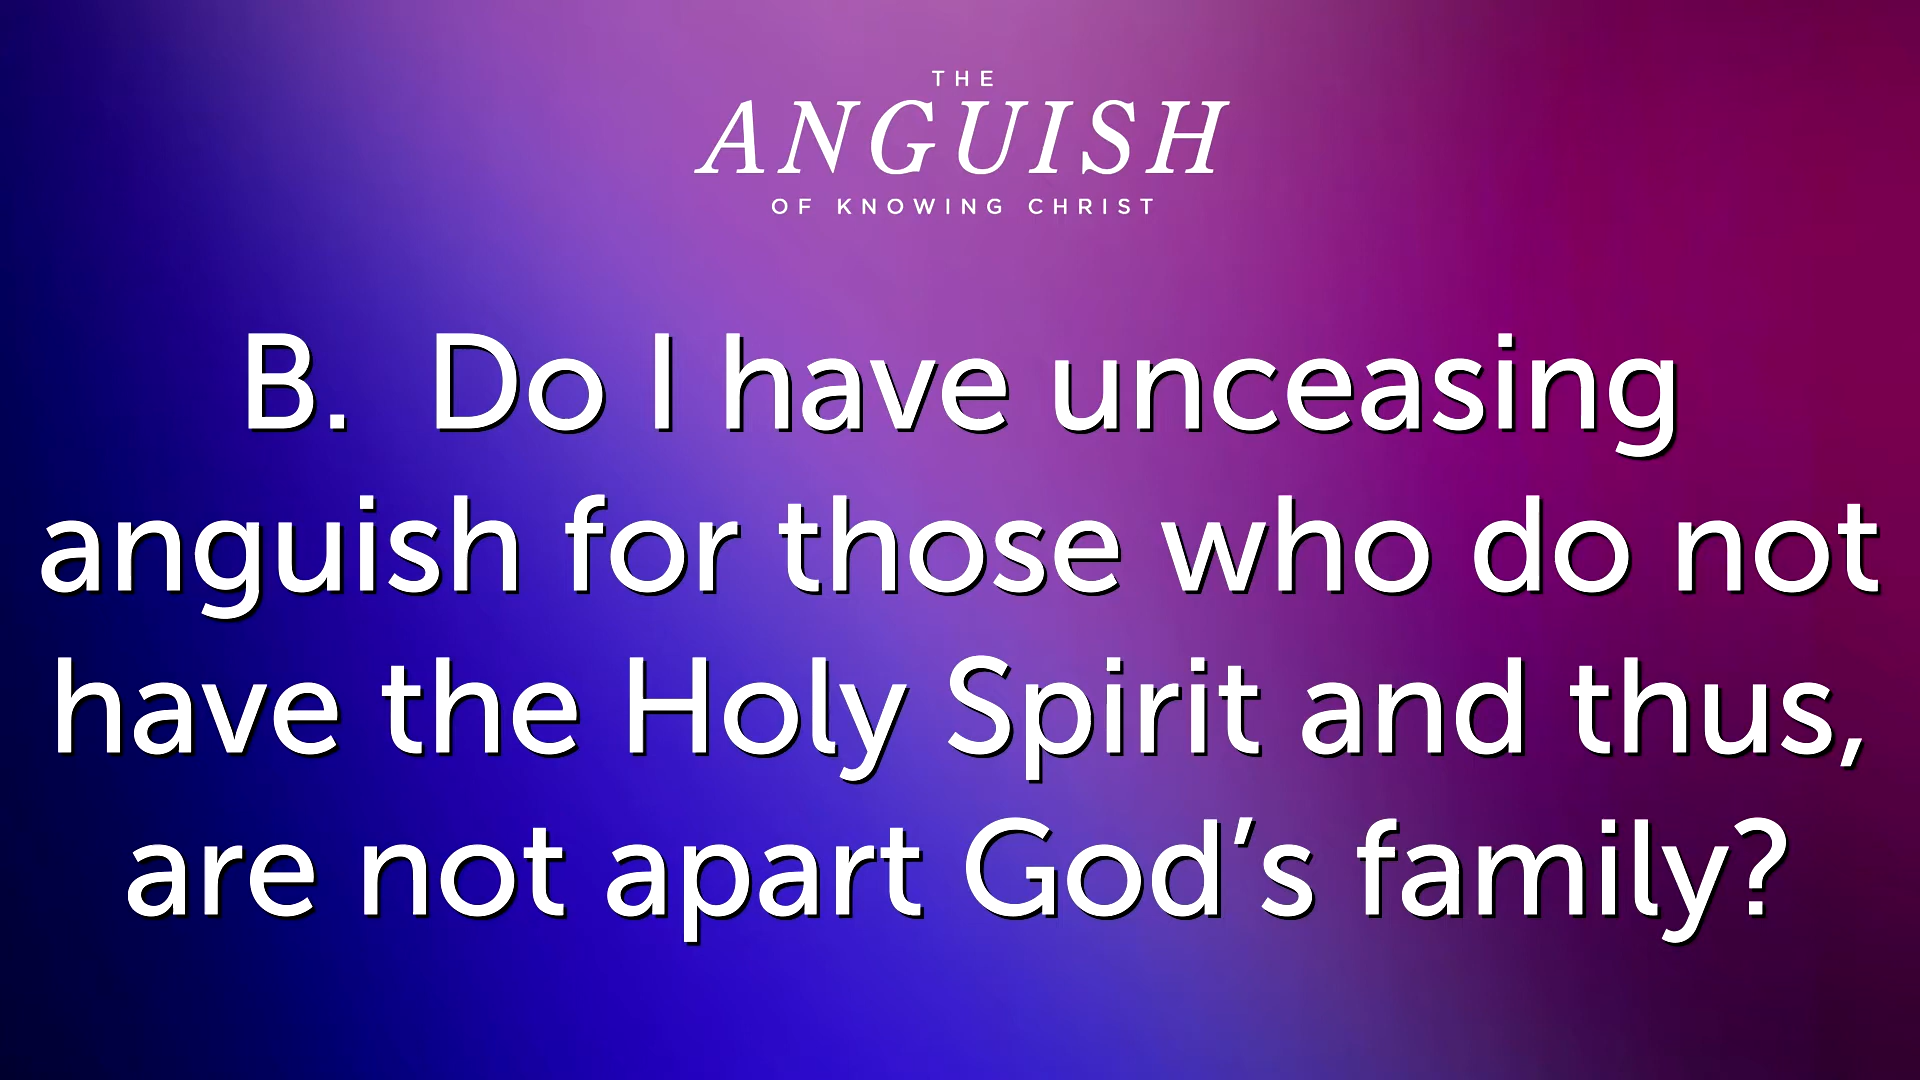 THE
ANGUISH
OF KNOWING CHRIST
B.  Do I have unceasing
anguish for those who do not
have the Holy Spirit and thus,
are not apart God’s family?